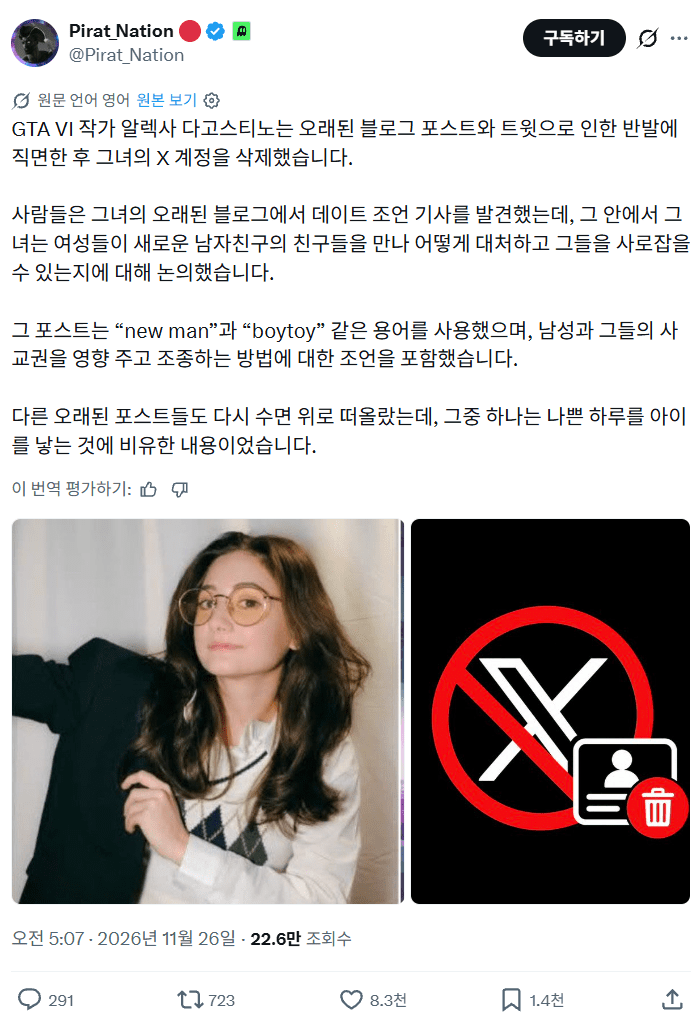 Pirat_Nation
@Pirat_Nation
구독하기
원문 언어 영어 원본 보기
GTA VI 작가 알렉사 다고스티노는 오래된 블로그 포스트와 트윗으로 인한 반발에
직면한 후 그녀의 X 계정을 삭제했습니다.
사람들은 그녀의 오래된 블로그에서 데이트 조언 기사를 발견했는데, 그 안에서 그
녀는 여성들이 새로운 남자친구의 친구들을 만나 어떻게 대처하고 그들을 사로잡을
수 있는지에 대해 논의했습니다.
그 포스트는 “new man”과 “boytoy” 같은 용어를 사용했으며, 남성과 그들의 사
교권을 영향 주고 조종하는 방법에 대한 조언을 포함했습니다.
다른 오래된 포스트들도 다시 수면 위로 떠올랐는데, 그중 하나는 나쁜 하루를 아이
를 낳는 것에 비유한 내용이었습니다.
이 번역 평가하기:
오전 5:07 · 2026년 11월 26일 · 22.6만 조회수
291
723
8.3천
1.4천